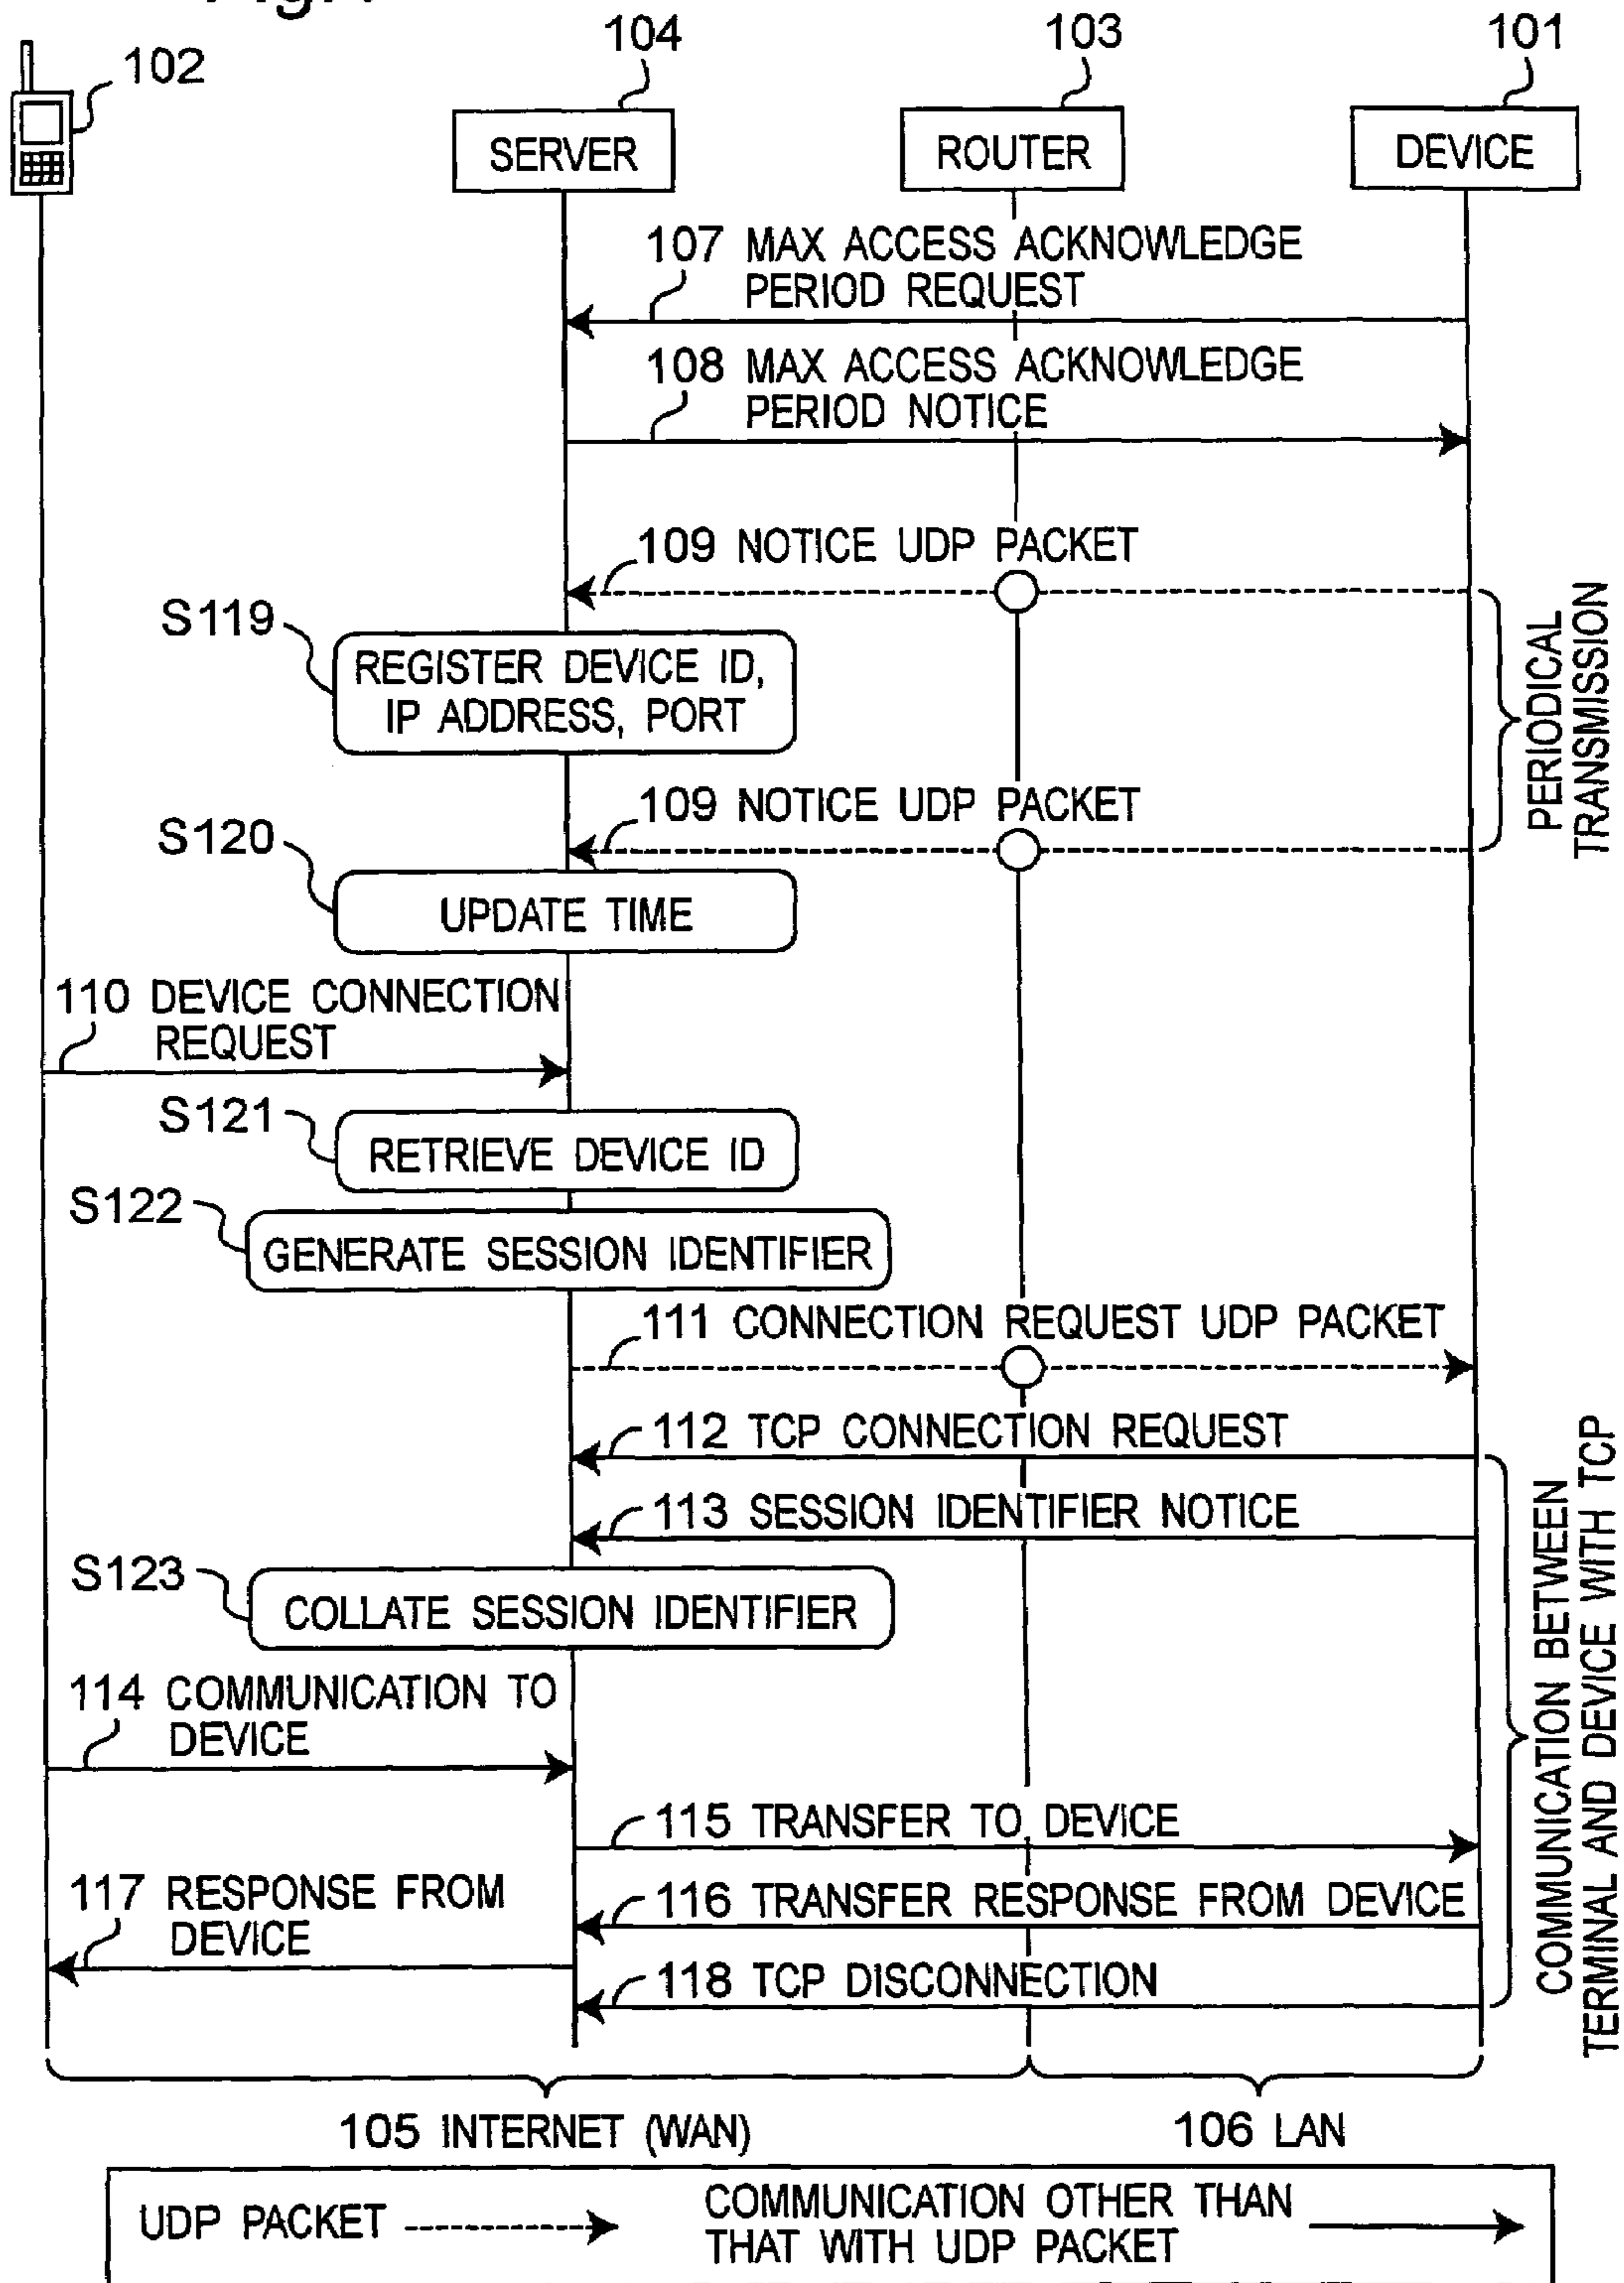 102
104
103
101
SERVER
ROUTER
DEVICE
107 MAX ACCESS ACKNOWLEDGE
PERIOD REQUEST
108 MAX ACCESS ACKNOWLEDGE
PERIOD NOTICE
109 NOTICE UDP PACKET
S119
REGISTER DEVICE ID,
IP ADDRESS, PORT
PERIODICAL
TRANSMISSION
109 NOTICE UDP PACKET
S120
UPDATE TIME
110 DEVICE CONNECTION
REQUEST
S121
RETRIEVE DEVICE ID
S122
GENERATE SESSION IDENTIFIER
111 CONNECTION REQUEST UDP PACKET
112 TCP CONNECTION REQUEST
113 SESSION IDENTIFIER NOTICE
S123
COLLATE SESSION IDENTIFIER
COMMUNICATION BETWEEN
TERMINAL AND DEVICE WITH TCP
114 COMMUNICATION TO
DEVICE
115 TRANSFER TO DEVICE
117 RESPONSE FROM
DEVICE
116 TRANSFER RESPONSE FROM DEVICE
118 TCP DISCONNECTION
105 INTERNET (WAN)
106 LAN
UDP PACKET
COMMUNICATION OTHER THAN
THAT WITH UDP PACKET